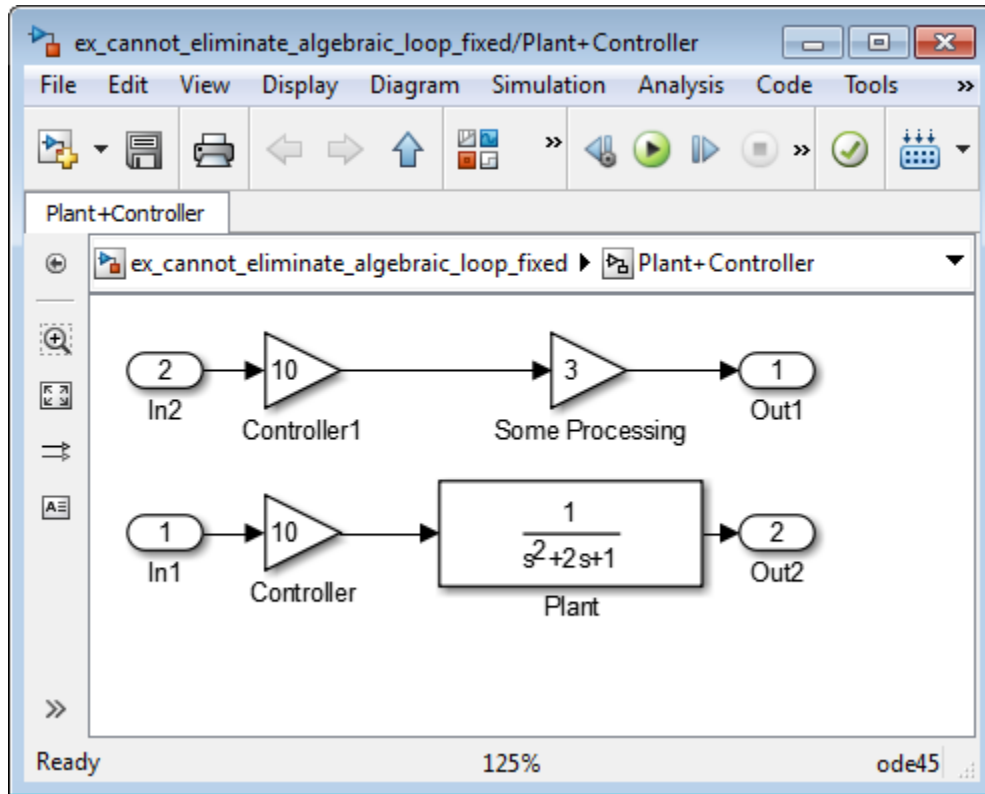 ex_cannot_eliminate_algebraic_loop_fixed/Plant+Controller
File Edit View Display Diagram Simulation Analysis Code Tools »
» »
Plant+Controller
ex_cannot_eliminate_algebraic_loop_fixed Plant+Controller
2 10 3 1
In2 Controller1 Some Processing Out1
A
1 10 1 2
s²+2s+1
In1 Controller Plant Out2
»
Ready 125% ode45